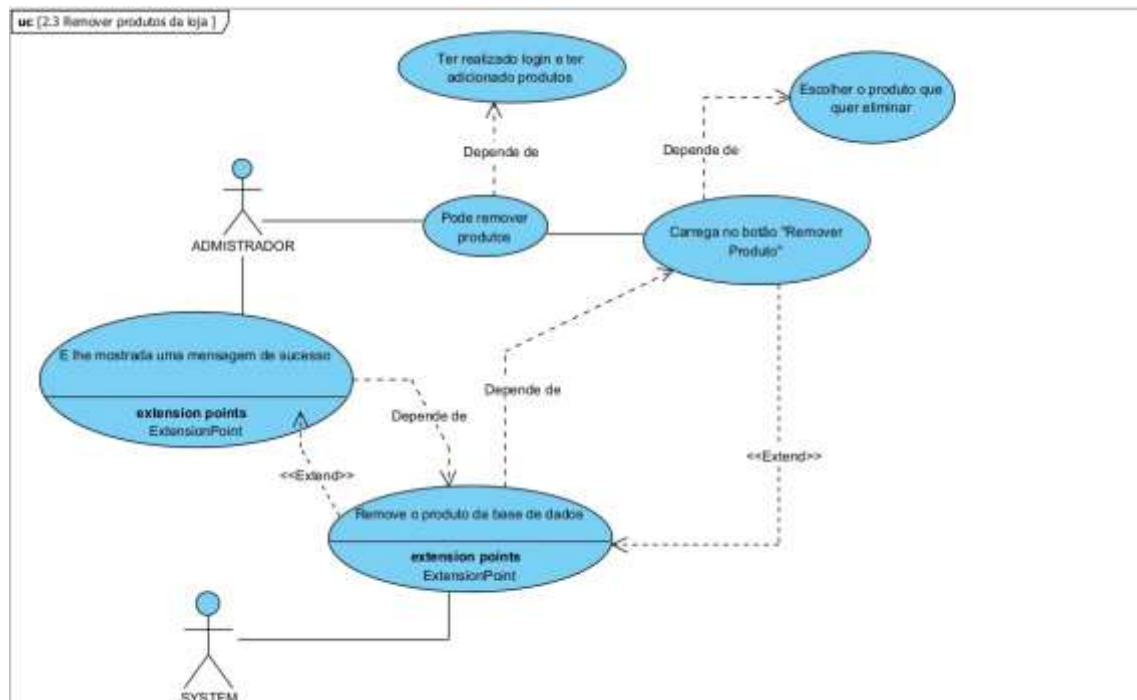 uc [2.3 Remover produtos da loja ]
Ter realizado login e ter
adicionado produtos
Escolher o produto que
quer eliminar
Depende de
Depende de
Pode remover
produtos
Carrega no botão "Remover
Produto"
ADMISTRADOR
E lhe mostrada uma mensagem de sucesso
extension points
ExtensionPoint
Depende de
Depende de
<<Extend>>
<<Extend>>
Remove o produto da base de dados
extension points
ExtensionPoint
SYSTEM